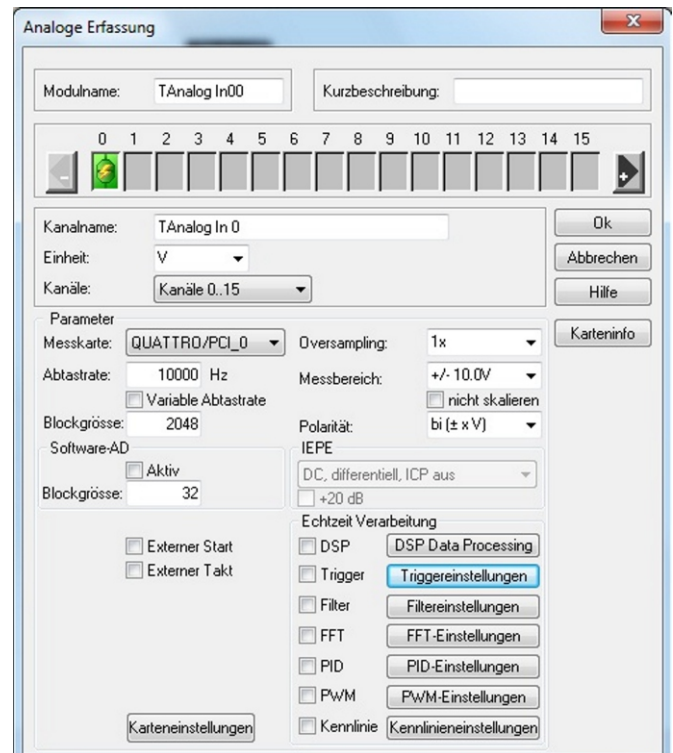 Analoge Erfassung
Modulname: TAnalog In00 Kurzbeschreibung:
0 1 2 3 4 5 6 7 8 9 10 11 12 13 14 15
- +
Kanalname: TAnalog In 0 Ok
Einheit: V Abbrechen
Kanäle: Kanäle 0..15 Hilfe
Parameter Karteninfo
Messkarte: QUATTRO/PCI_0 Oversampling: 1x
Abtastrate: 10000 Hz Messbereich: +/- 10.0V
Variable Abtastrate nicht skalieren
Blockgrösse: 2048 Polarität: bi (± x V)
Software-AD IEPE
Aktiv DC, differentiell, ICP aus
Blockgrösse: 32 +20 dB
Echtzeit Verarbeitung
Externer Start DSP DSP Data Processing
Externer Takt Trigger Triggereinstellungen
Filter Filtereinstellungen
FFT FFT-Einstellungen
PID PID-Einstellungen
PWM PWM-Einstellungen
Karteneinstellungen Kennlinie Kennlinieneinstellungen